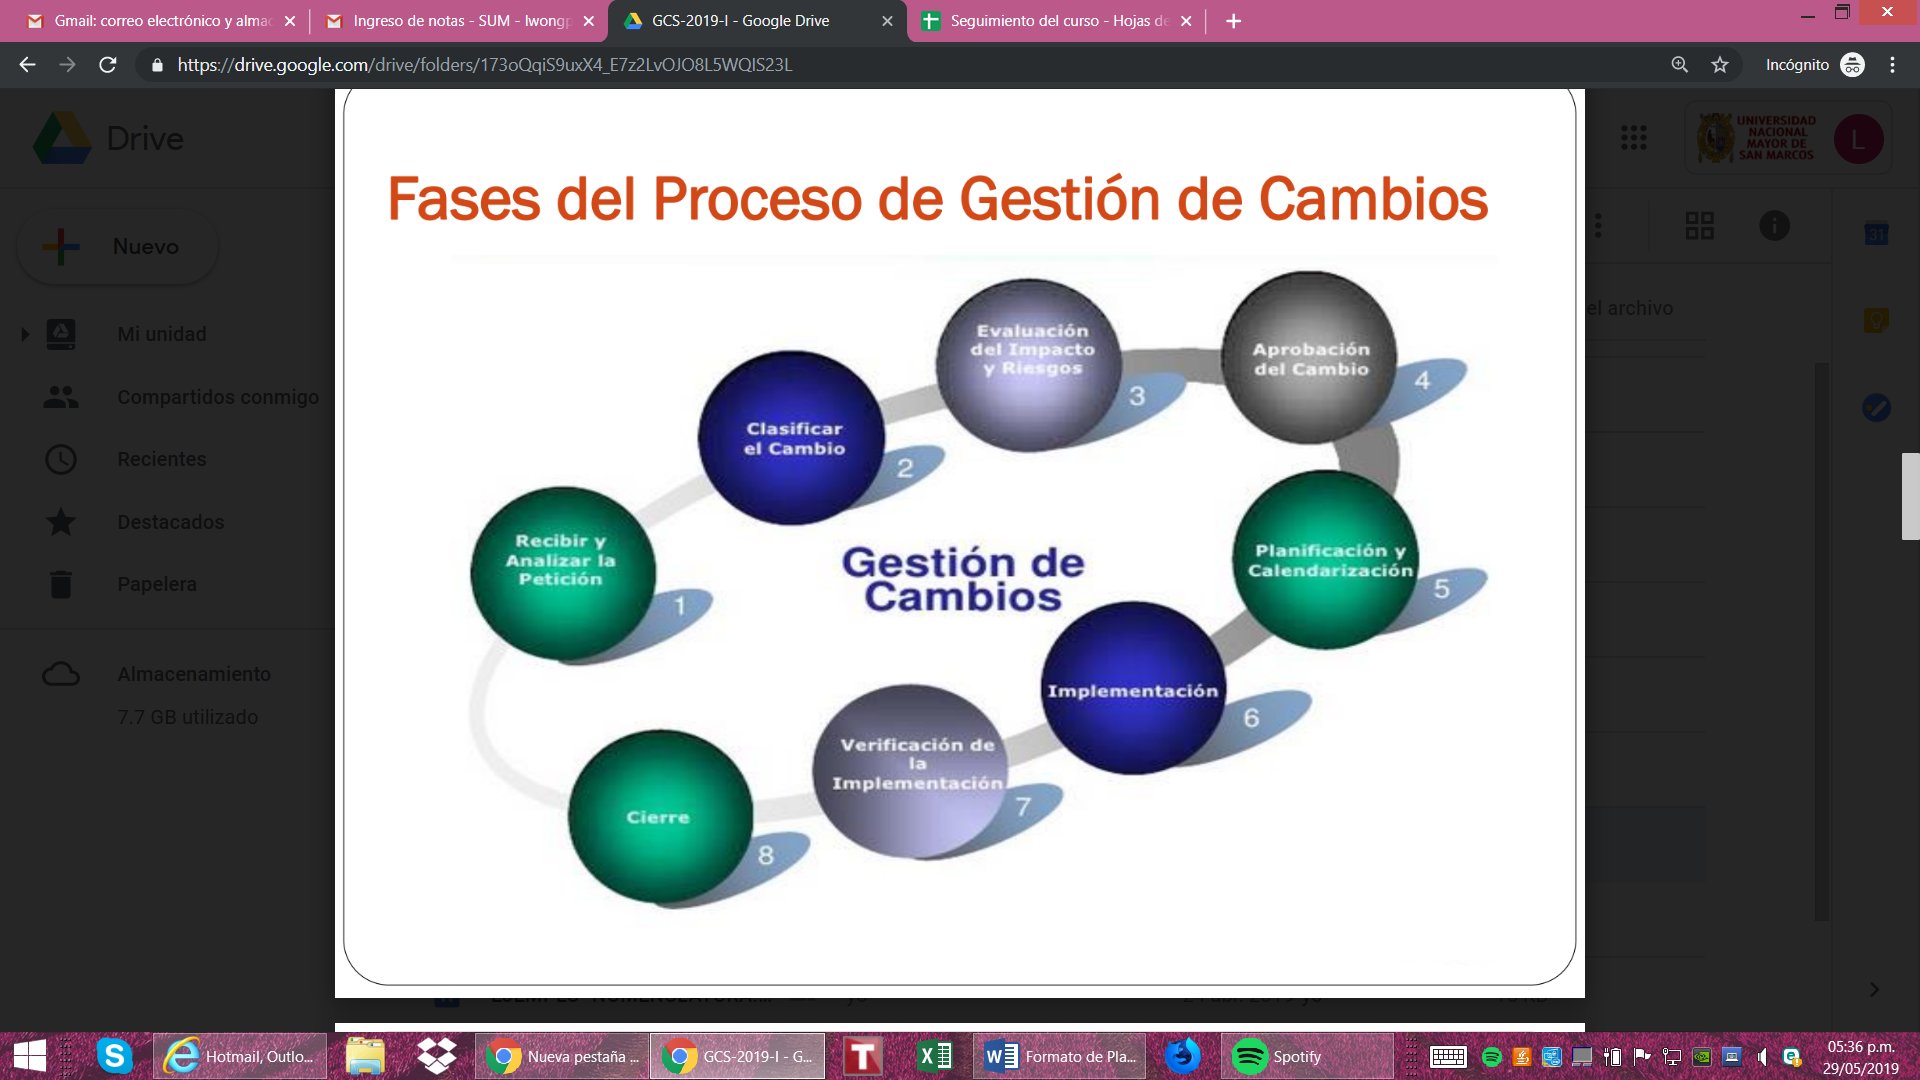 Gmail: correo electrónico y alma
Ingreso de notas - SUM - lwongp
GCS-2019-I - Google Drive
Seguimiento del curso - Hojas de
https://drive.google.com/drive/folders/173oQqiS9uxX4_E7z2LvOJO8L5WQIS23L
Incógnito
Drive
UNIVERSIDAD
NACIONAL
MAYOR DE
SAN MARCOS
L
Nuevo
Mi unidad
Compartidos conmigo
Recientes
Destacados
Papelera
Almacenamiento
7.7 GB utilizado
el archivo
31
Fases del Proceso de Gestión de Cambios
Recibir y
Analizar la
Petición
1
Clasificar
el Cambio
2
Evaluación
del Impacto
y Riesgos
3
Aprobación
del Cambio
4
Planificación y
Calendarización
5
Gestión de
Cambios
Implementación
6
Verificación de
la
Implementación
7
Cierre
8
Hotmail, Outlo...
Nueva pestaña ...
GCS-2019-I - G...
Formato de Pla...
Spotify
05:36 p.m.
29/05/2019